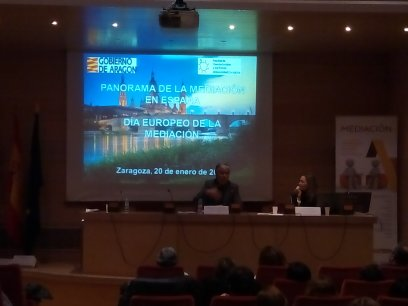 GOBIERNO
DE ARAGON
PANORAMA DE LA MEDIACIÓN
EN ESPAÑA
DÍA EUROPEO DE LA
MEDIACIÓN
Zaragoza, 20 de enero de
MEDIACIÓN